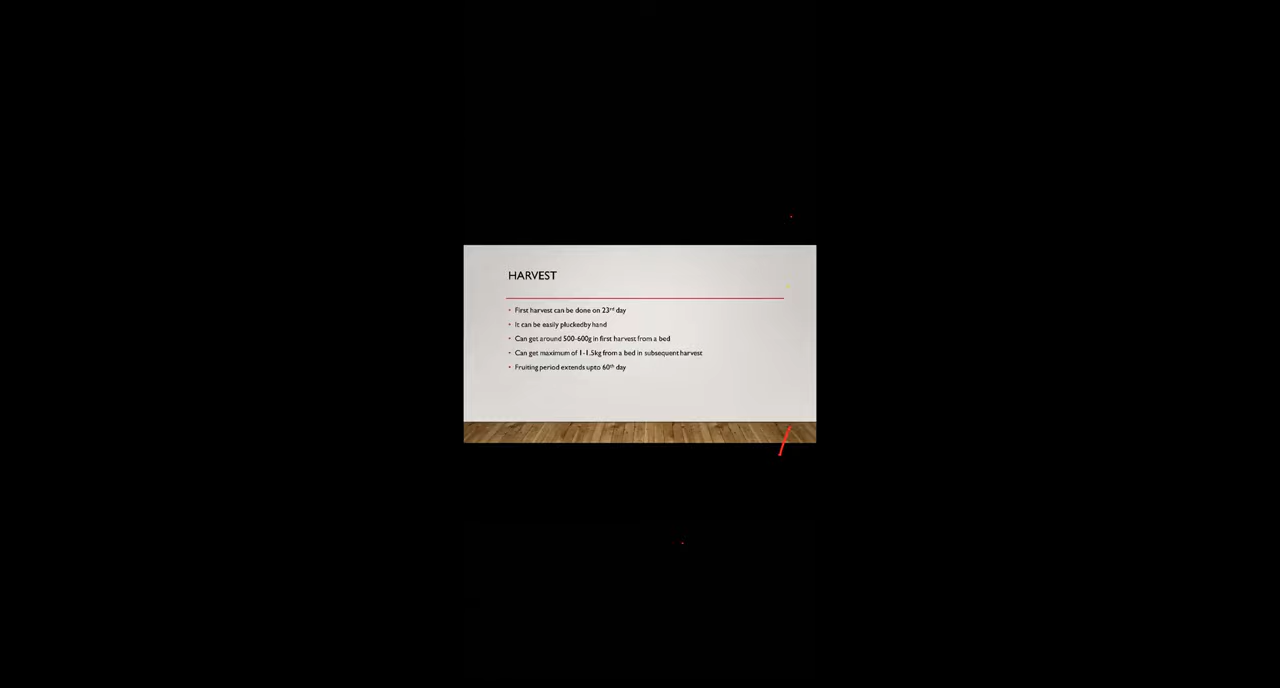 HARVEST
First harvest can be done on 23rd day
It can be easily pluckedby hand
Can get around 500-600g in first harvest from a bed
Can get maximum of 1-1.5kg from a bed in subsequent harvest
Fruiting period extends upto 60th day